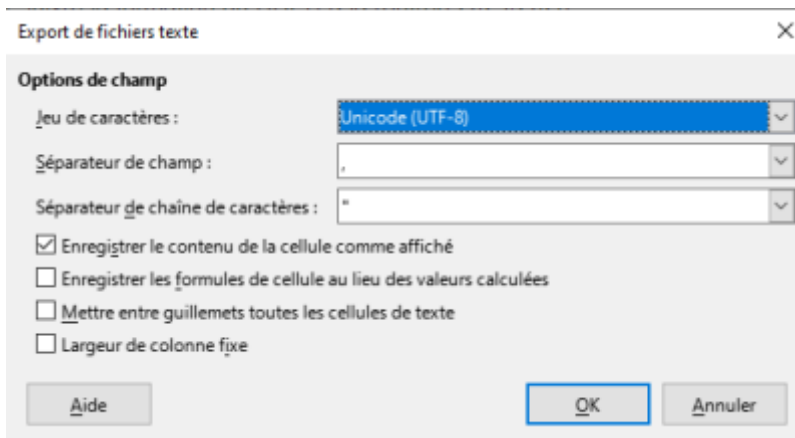 Export de fichiers texte
Options de champ
Jeu de caractères : Unicode (UTF-8)
Séparateur de champ : ,
Séparateur de chaîne de caractères : "
Enregistrer le contenu de la cellule comme affiché
Enregistrer les formules de cellule au lieu des valeurs calculées
Mettre entre guillemets toutes les cellules de texte
Largeur de colonne fixe
Aide OK Annuler